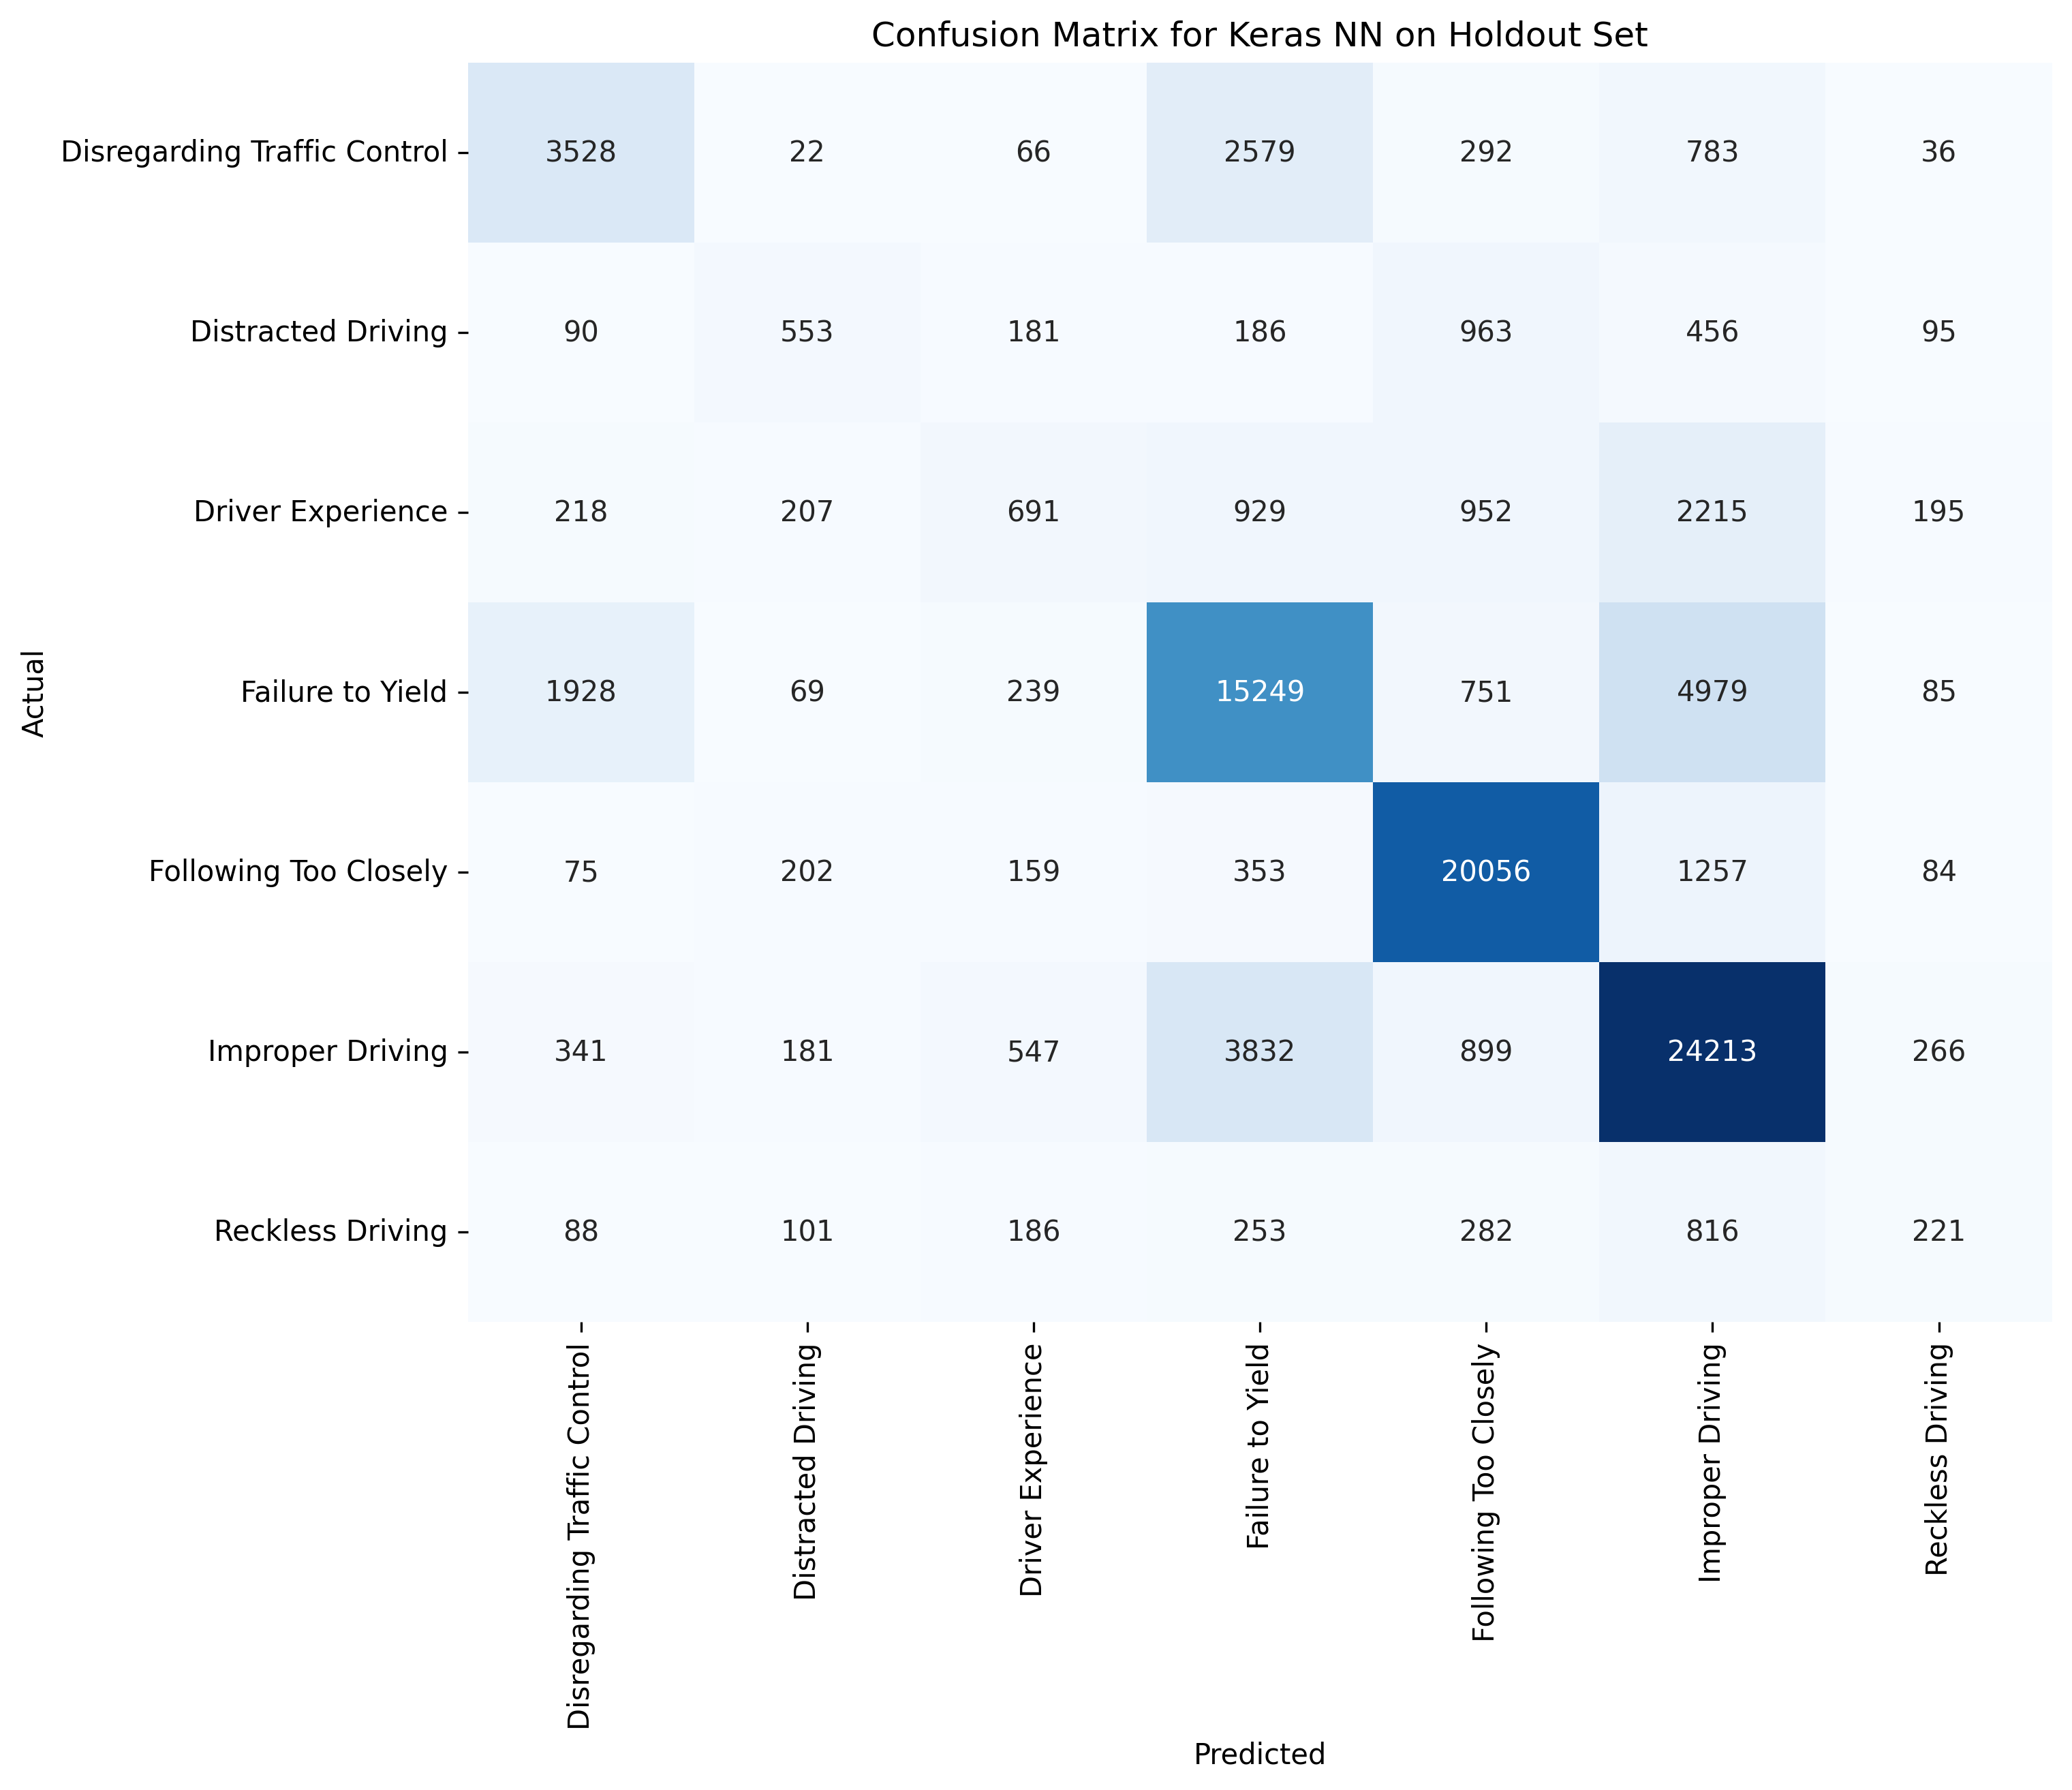 Confusion Matrix for Keras NN on Holdout Set
Actual
Disregarding Traffic Control 3528 22 66 2579 292 783 36
Distracted Driving 90 553 181 186 963 456 95
Driver Experience 218 207 691 929 952 2215 195
Failure to Yield 1928 69 239 15249 751 4979 85
Following Too Closely 75 202 159 353 20056 1257 84
Improper Driving 341 181 547 3832 899 24213 266
Reckless Driving 88 101 186 253 282 816 221
Disregarding Traffic Control
Distracted Driving
Driver Experience
Failure to Yield
Following Too Closely
Improper Driving
Reckless Driving
Predicted